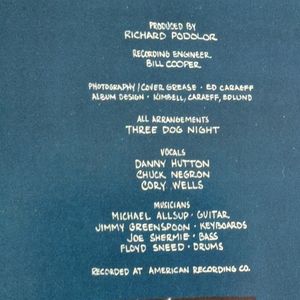 PRODUCED BY
RICHARD PODOLOR
RECORDING ENGINEER
BILL COOPER
PHOTOGRAPHY/COVER GREASE · ED CARAEFF
ALBUM DESIGN · KIMBELL, CARAEFF, EDLUND
ALL ARRANGEMENTS
THREE DOG NIGHT
VOCALS
DANNY HUTTON
CHUCK NEGRON
CORY WELLS
MUSICIANS
MICHAEL ALLSUP · GUITAR
JIMMY GREENSPOON · KEYBOARDS
JOE SHERMIE · BASS
FLOYD SNEED · DRUMS
RECORDED AT AMERICAN RECORDING CO.